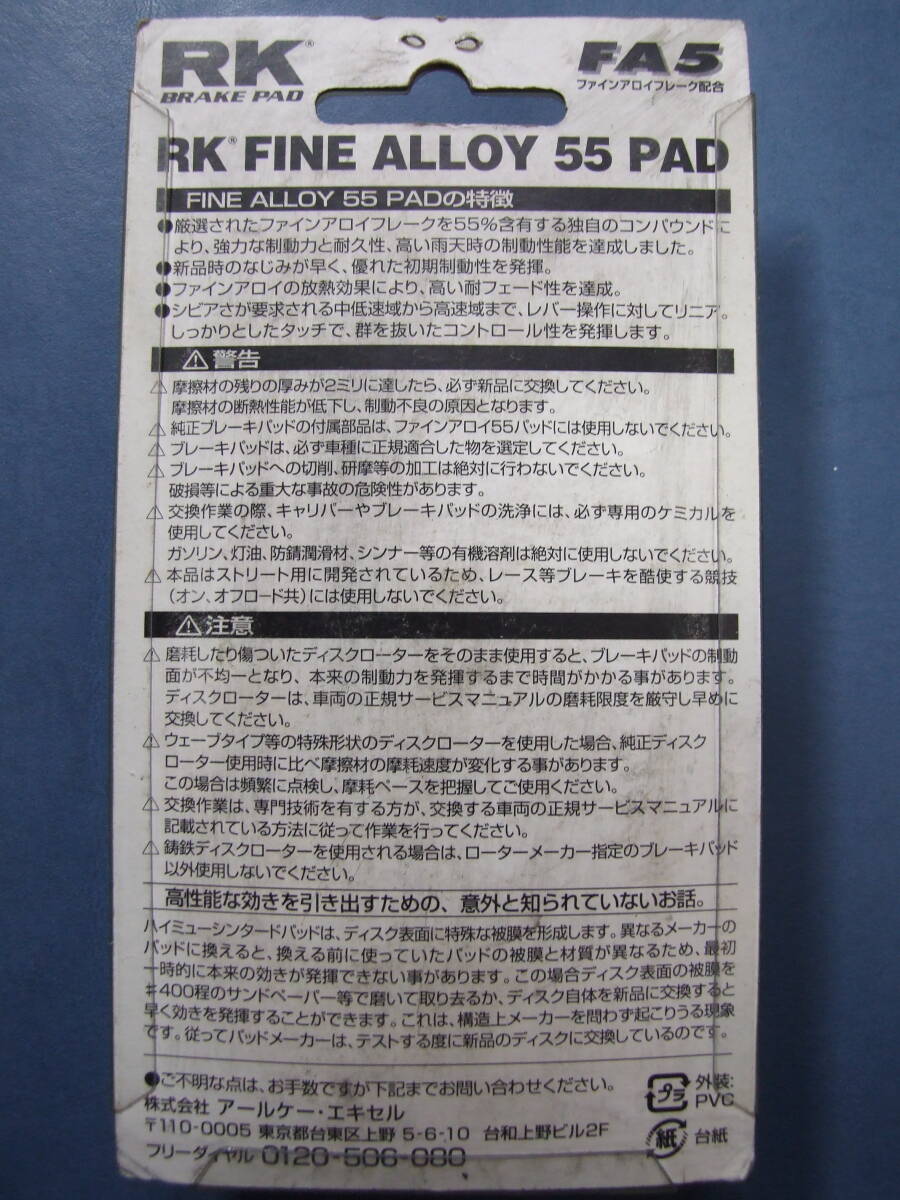 RK®
BRAKE PAD
FA5
ファインアロイフレーク配合
RK® FINE ALLOY 55 PAD
FINE ALLOY 55 PADの特徴
●厳選されたファインアロイフレークを55%含有する独自のコンパウンドに
より、強力な制動力と耐久性、高い雨天時の制動性能を達成しました。
●新品時のなじみが早く、優れた初期制動性を発揮。
●ファインアロイの放熱効果により、高い耐フェード性を達成。
●シビアさが要求される中低速域から高速域まで、レバー操作に対してリニア。
しっかりとしたタッチで、群を抜いたコントロール性を発揮します。
⚠警告
⚠ 摩擦材の残りの厚みが2ミリに達したら、必ず新品に交換してください。
摩擦材の断熱性能が低下し、制動不良の原因となります。
⚠ 純正ブレーキパッドの付属部品は、ファインアロイ55パッドには使用しないでください。
⚠ ブレーキパッドは、必ず車種に正規適合した物を選定してください。
⚠ ブレーキパッドへの切削、研摩等の加工は絶対に行わないでください。
破損等による重大な事故の危険性があります。
⚠ 交換作業の際、キャリパーやブレーキパッドの洗浄には、必ず専用のケミカルを
使用してください。
ガソリン、灯油、防錆潤滑材、シンナー等の有機溶剤は絶対に使用しないでください。
⚠ 本品はストリート用に開発されているため、レース等ブレーキを酷使する競技
(オン、オフロード共)には使用しないでください。
⚠注意
⚠ 磨耗したり傷ついたディスクローターをそのまま使用すると、ブレーキパッドの制動
面が不均一となり、本来の制動力を発揮するまで時間がかかる事があります。
ディスクローターは、車両の正規サービスマニュアルの磨耗限度を厳守し早めに
交換してください。
⚠ ウェーブタイプ等の特殊形状のディスクローターを使用した場合、純正ディスク
ローター使用時に比べ摩擦材の摩耗速度が変化する事があります。
この場合は頻繁に点検し、摩耗ペースを把握してご使用ください。
⚠ 交換作業は、専門技術を有する方が、交換する車両の正規サービスマニュアルに
記載されている方法に従って作業を行ってください。
⚠ 鋳鉄ディスクローターを使用される場合は、ローターメーカー指定のブレーキパッド
以外使用しないでください。
高性能な効きを引き出すための、意外と知られていないお話。
ハイミューシンタードパッドは、ディスク表面に特殊な被膜を形成します。異なるメーカーの
パッドに換えると、換える前に使っていたパッドの被膜と材質が異なるため、最初
一時的に本来の効きが発揮できない事があります。この場合ディスク表面の被膜を
♯400程のサンドペーパー等で磨いて取り去るか、ディスク自体を新品に交換すると
早く効きを発揮することができます。これは、構造上メーカーを問わず起こりうる現象
です。従ってパッドメーカーは、テストする度に新品のディスクに交換しているのです。
●ご不明な点は、お手数ですが下記までお問い合わせください。
株式会社 アールケー・エキセル
〒110-0005 東京都台東区上野 5-6-10 台和上野ビル2F
フリーダイヤル 0120-506-080
プラ
外装:
PVC
紙
台紙